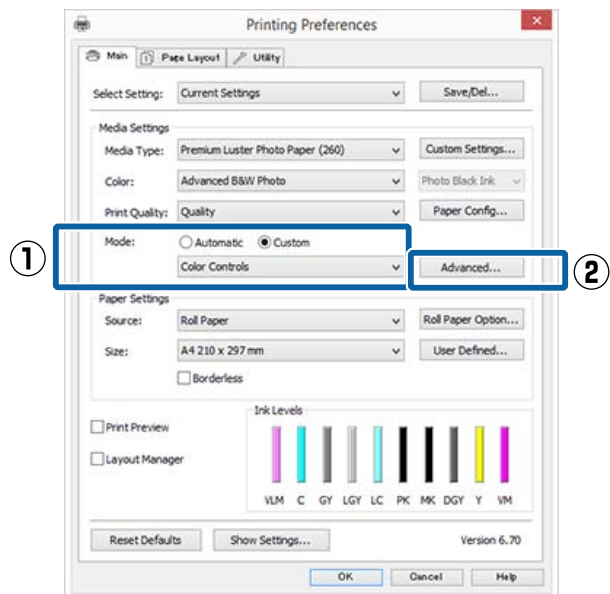 Printing Preferences
Main Page Layout Utility
Select Setting: Current Settings Save/Del...
Media Settings
Media Type: Premium Luster Photo Paper (260) Custom Settings...
Color: Advanced B&W Photo Photo Black Ink
Print Quality: Quality Paper Config...
Mode: Automatic Custom
① Color Controls Advanced... ②
Paper Settings
Source: Roll Paper Roll Paper Option...
Size: A4 210 x 297 mm User Defined...
Borderless
Ink Levels
Print Preview
Layout Manager
VLM C GY LGY LC PK MK DGY Y VM
Reset Defaults Show Settings... Version 6.70
OK Cancel Help